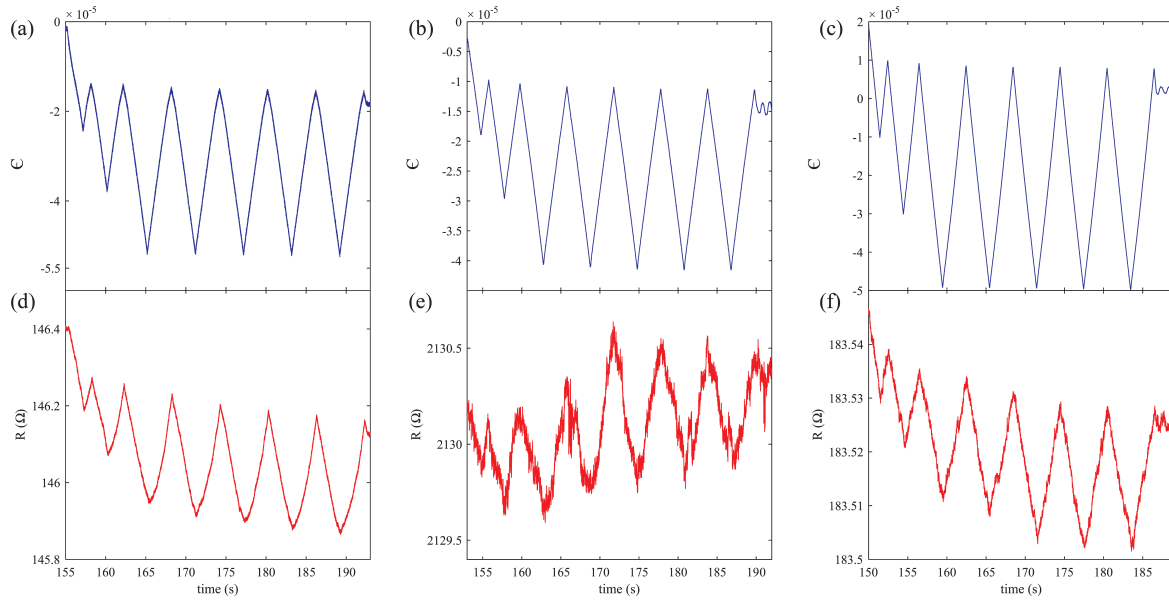 (a)
× 10⁻⁵
0
-2
-4
-5.5
Є
(b)
× 10⁻⁵
0
-0.5
-1
-1.5
-2
-2.5
-3
-3.5
-4
Є
(c)
× 10⁻⁵
2
1
0
-1
-2
-3
-4
-5
Є
(d)
146.4
146.2
146
145.8
R (Ω)
155 160 165 170 175 180 185 190
time (s)
(e)
2130.5
2130
2129.5
R (Ω)
155 160 165 170 175 180 185 190
time (s)
(f)
183.54
183.53
183.52
183.51
183.5
R (Ω)
150 155 160 165 170 175 180 185
time (s)